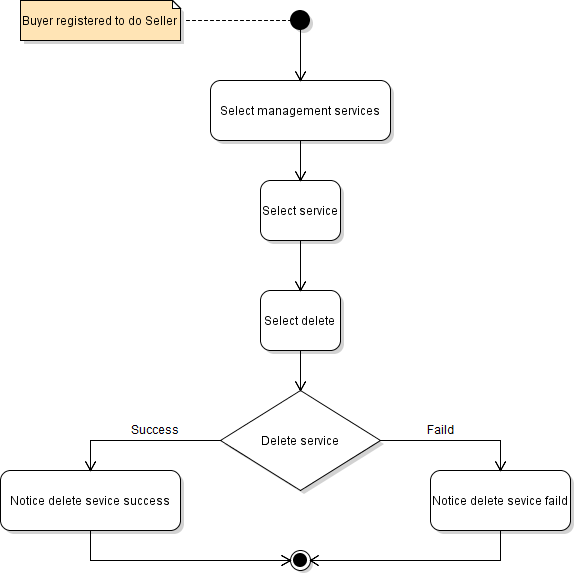 Buyer registered to do Seller
Select management services
Select service
Select delete
Delete service
Success
Faild
Notice delete sevice success
Notice delete sevice faild